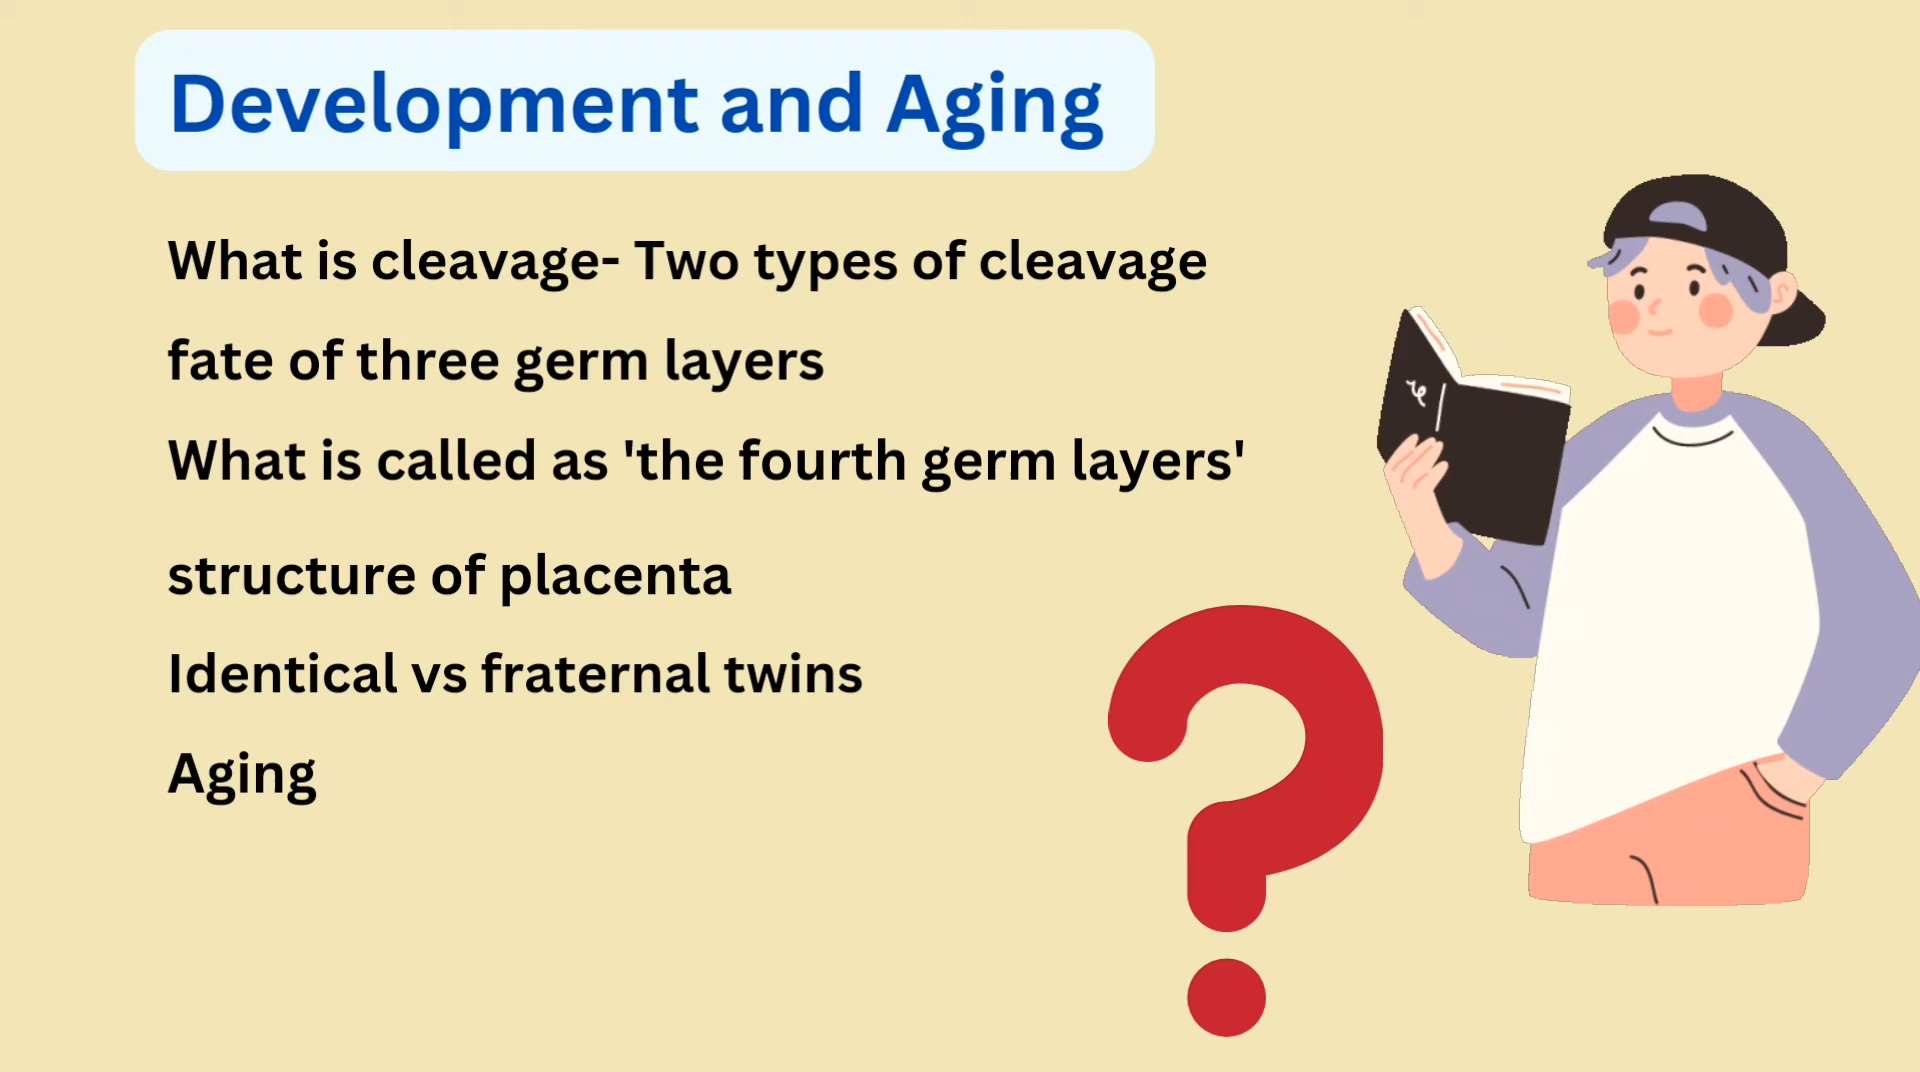 Development and Aging
What is cleavage- Two types of cleavage
fate of three germ layers
What is called as 'the fourth germ layers'
structure of placenta
Identical vs fraternal twins
Aging